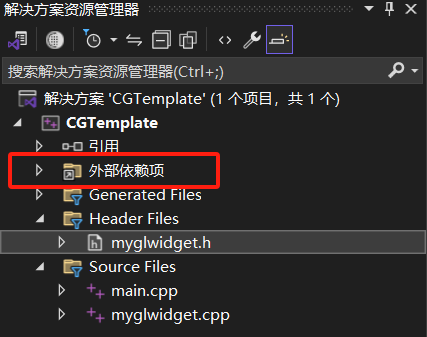 解决方案资源管理器
搜索解决方案资源管理器(Ctrl+;)
解决方案 'CGTemplate' (1 个项目，共 1 个)
CGTemplate
引用
外部依赖项
Generated Files
Header Files
myglwidget.h
Source Files
main.cpp
myglwidget.cpp